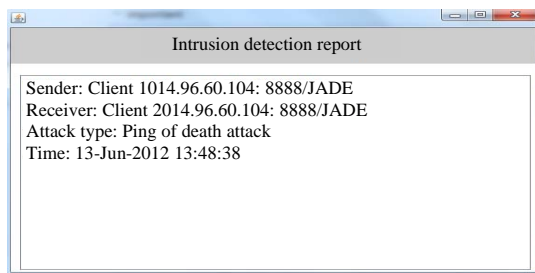 Intrusion detection report
Sender: Client 1014.96.60.104: 8888/JADE
Receiver: Client 2014.96.60.104: 8888/JADE
Attack type: Ping of death attack
Time: 13-Jun-2012 13:48:38